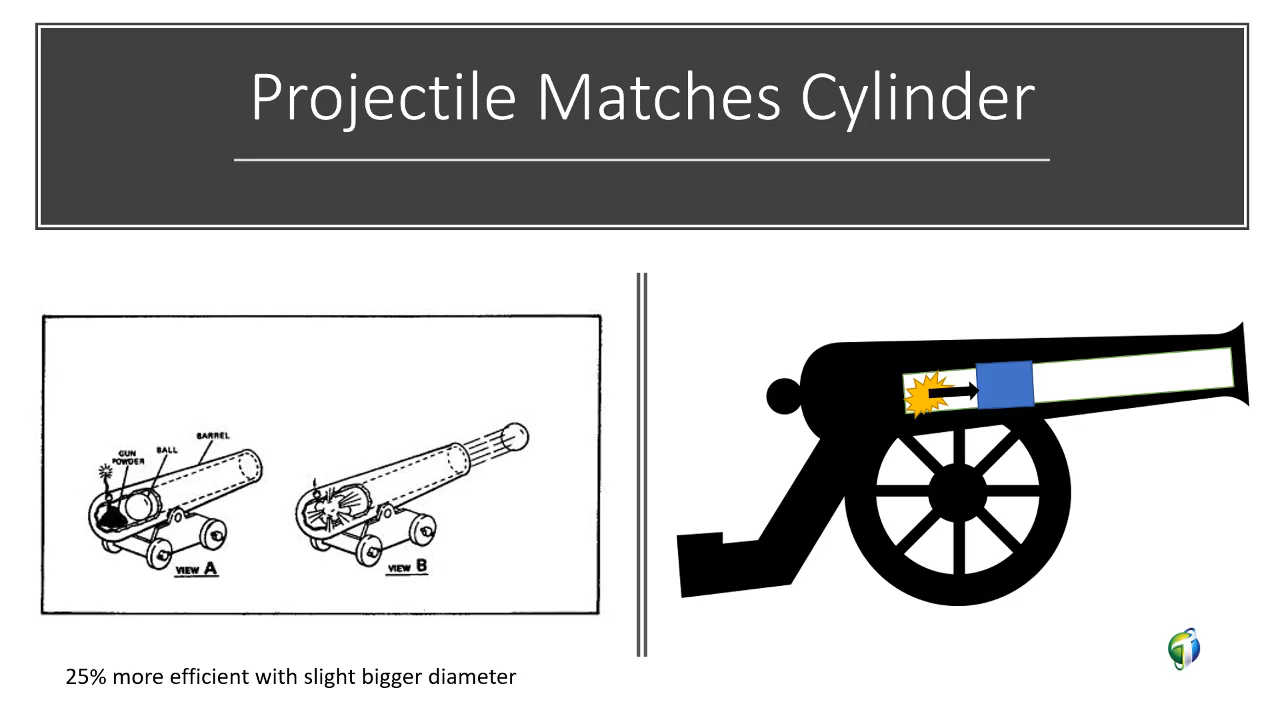 Projectile Matches Cylinder
BARREL
BALL
GUN
POWDER
VIEW A
VIEW B
25% more efficient with slight bigger diameter